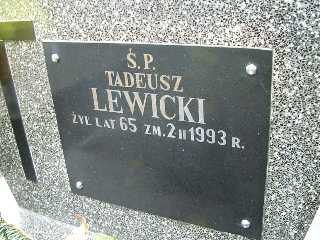 Ś.P.
TADEUSZ
LEWICKI
ŻYŁ LAT 65 ZM. 2 II 1993 R.